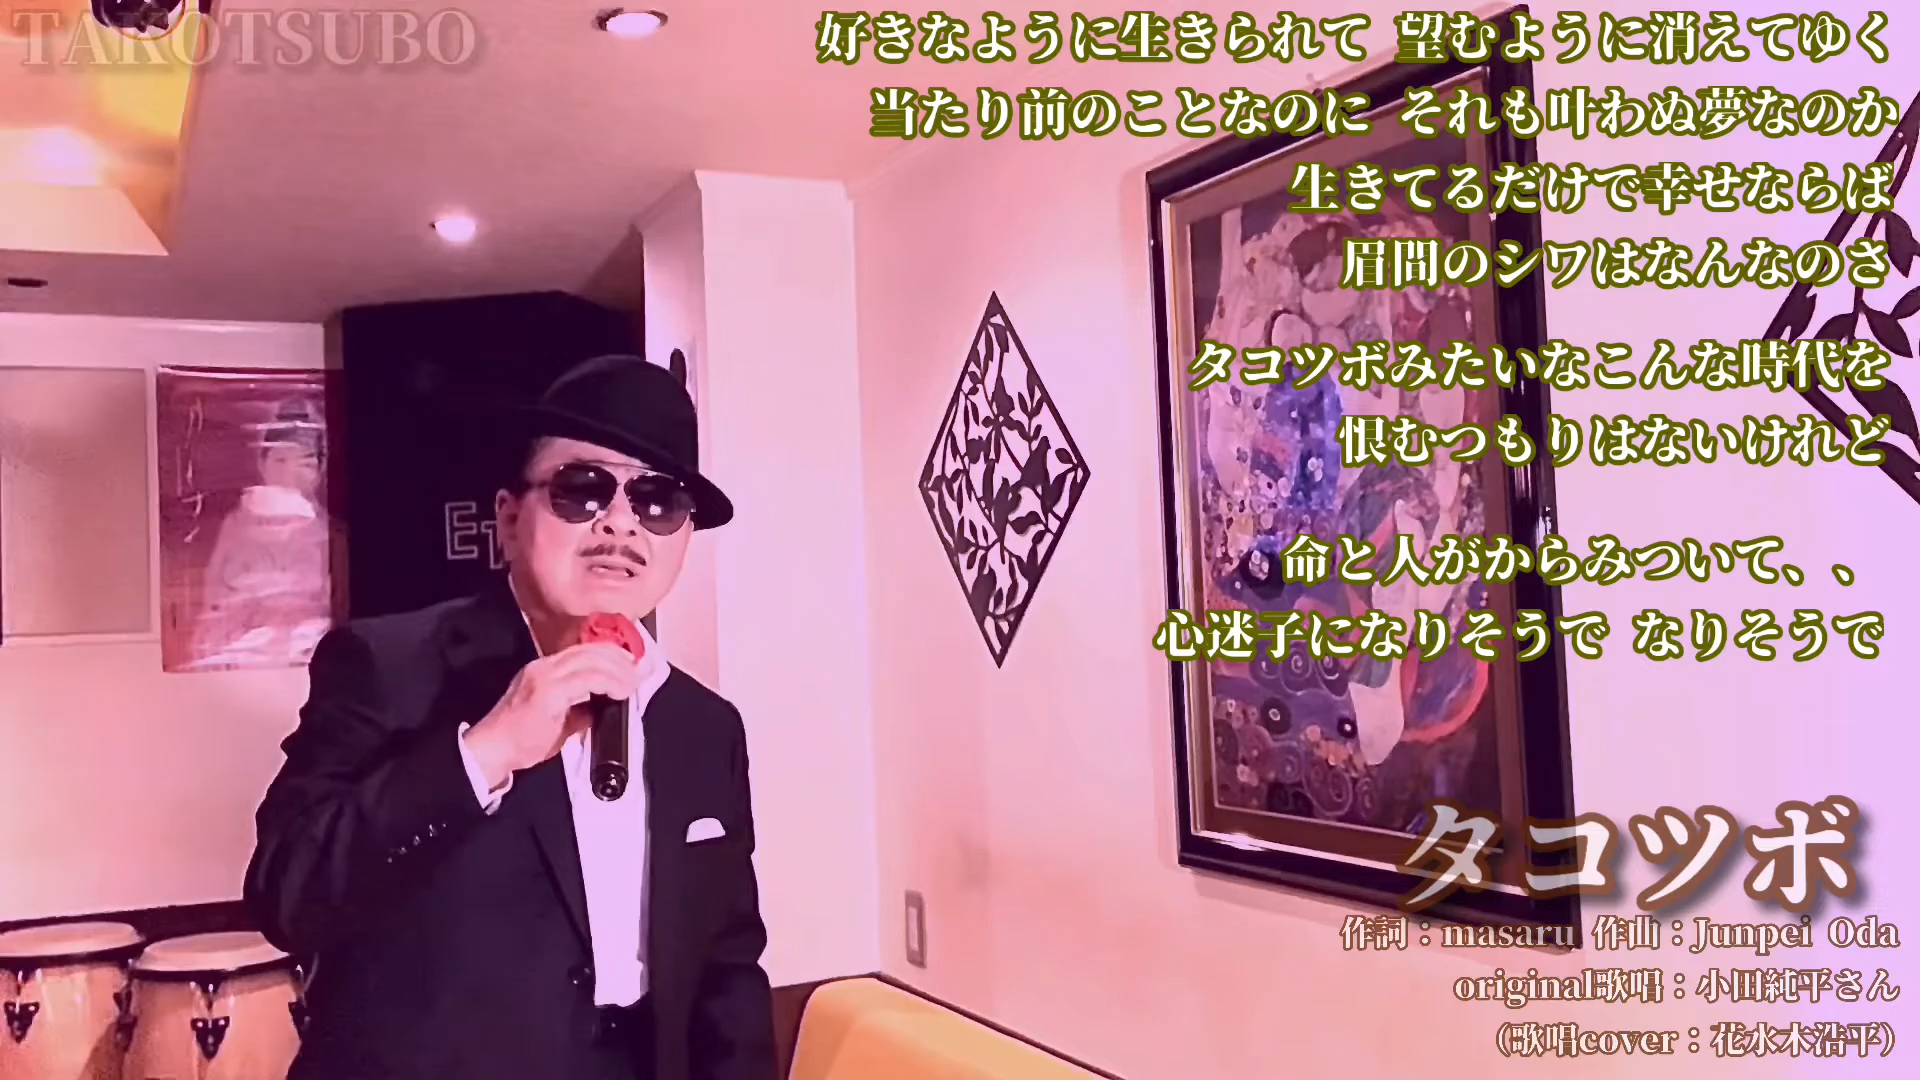 TAKOTSUBO
好きなように生きられて 望むように消えてゆく
当たり前のことなのに それも叶わぬ夢なのか
生きてるだけで幸せならば
眉間のシワはなんなのさ
タコツボみたいなこんな時代を
恨むつもりはないけれど
命と人がからみついて、、
心迷子になりそうで なりそうで
タコツボ
作詞：masaru 作曲：Junpei Oda
original歌唱：小田純平さん
（歌唱cover：花水木浩平）